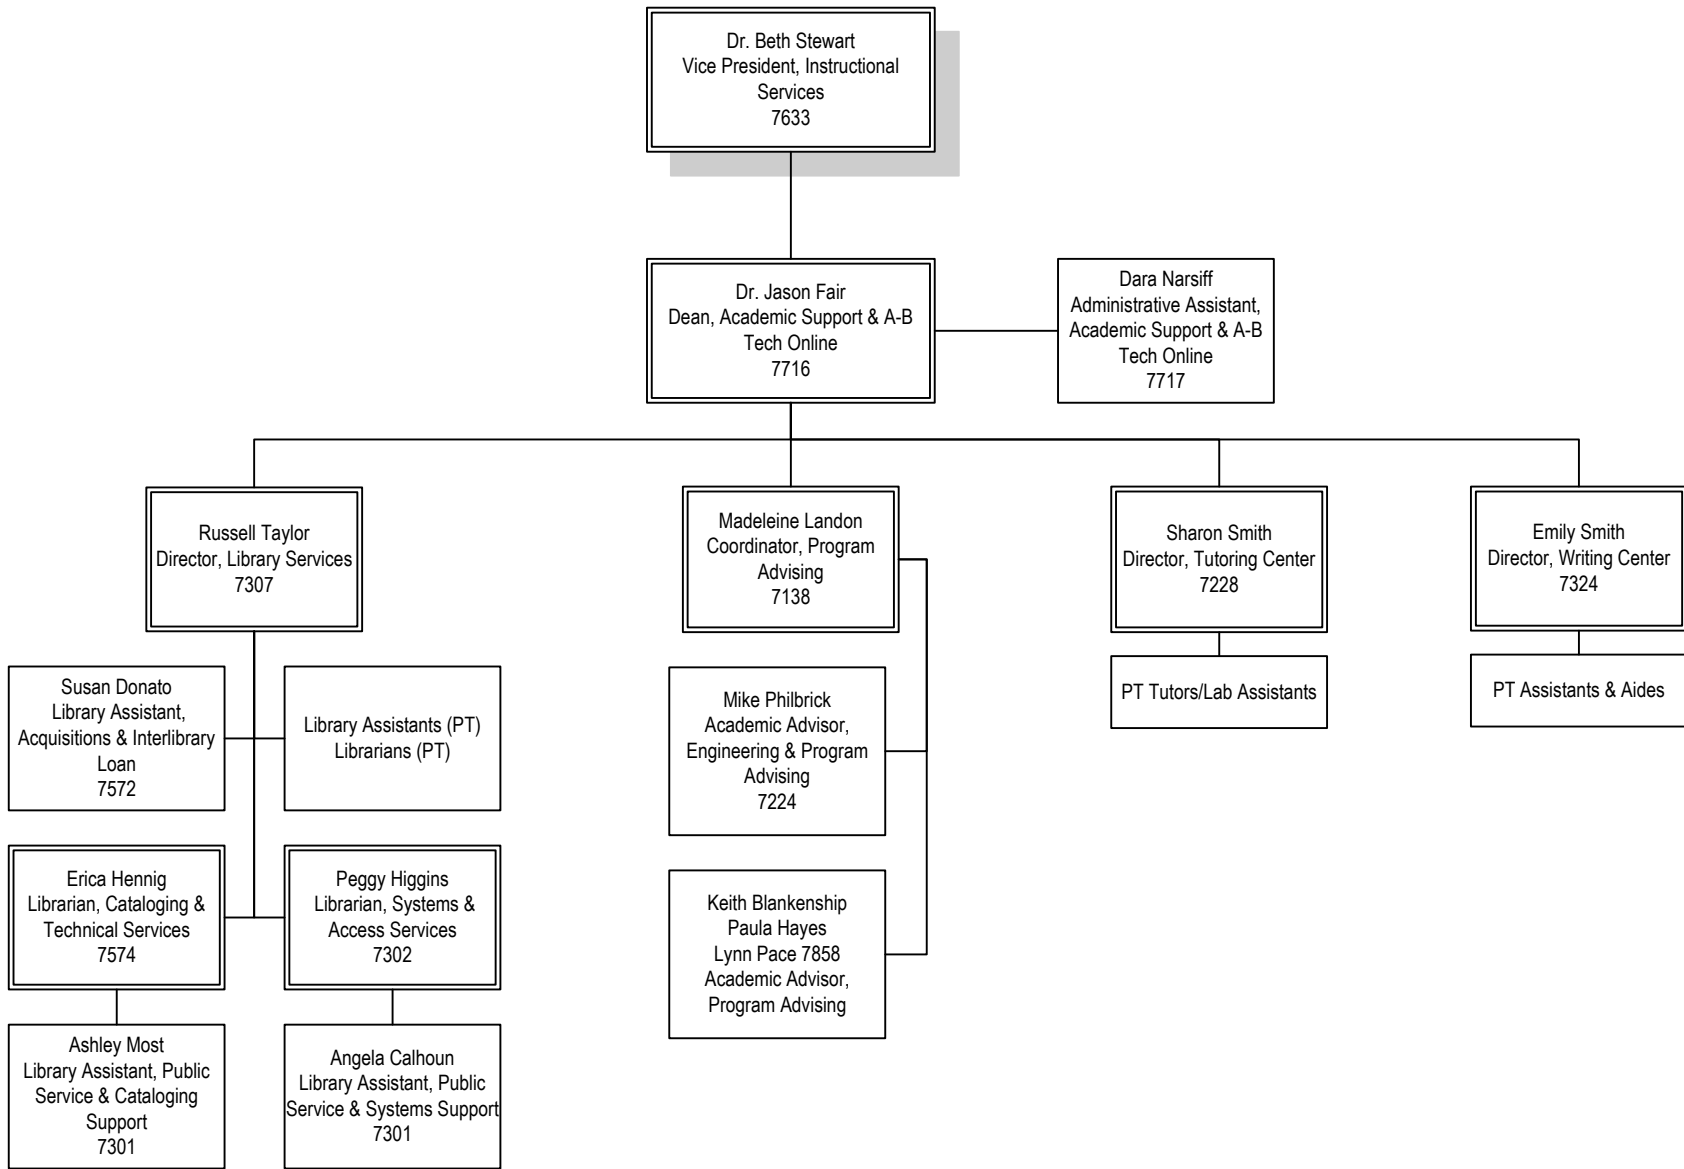 Dr. Beth Stewart
Vice President, Instructional
Services
7633
Dr. Jason Fair
Dean, Academic Support & A-B
Tech Online
7716
Dara Narsiff
Administrative Assistant,
Academic Support & A-B
Tech Online
7717
Russell Taylor
Director, Library Services
7307
Madeleine Landon
Coordinator, Program
Advising
7138
Sharon Smith
Director, Tutoring Center
7228
Emily Smith
Director, Writing Center
7324
Susan Donato
Library Assistant,
Acquisitions & Interlibrary
Loan
7572
Library Assistants (PT)
Librarians (PT)
Mike Philbrick
Academic Advisor,
Engineering & Program
Advising
7224
PT Tutors/Lab Assistants
PT Assistants & Aides
Erica Hennig
Librarian, Cataloging &
Technical Services
7574
Peggy Higgins
Librarian, Systems &
Access Services
7302
Keith Blankenship
Paula Hayes
Lynn Pace 7858
Academic Advisor,
Program Advising
Ashley Most
Library Assistant, Public
Service & Cataloging
Support
7301
Angela Calhoun
Library Assistant, Public
Service & Systems Support
7301